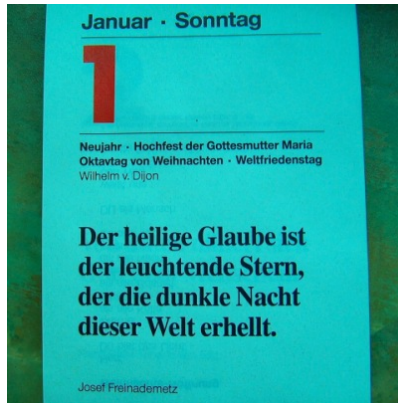 Januar · Sonntag
1
Neujahr · Hochfest der Gottesmutter Maria
Oktavtag von Weihnachten · Weltfriedenstag
Wilhelm v. Dijon
Der heilige Glaube ist
der leuchtende Stern,
der die dunkle Nacht
dieser Welt erhellt.
Josef Freinademetz